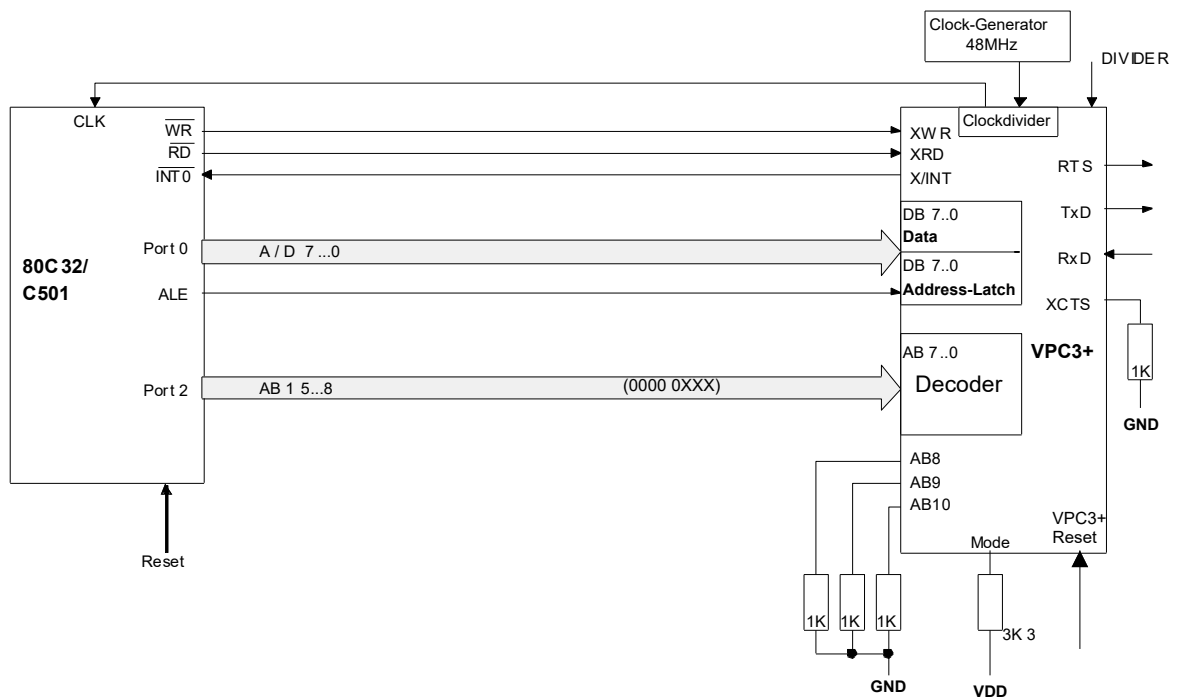 Clock-Generator
48MHz
DIVIDER
CLK
Clockdivider
WR
XWR
RD
XRD
INT0
X/INT
RTS
DB 7..0
TxD
Data
Port 0
A / D 7 ...0
RxD
80C32/
C501
DB 7..0
ALE
Address-Latch
XCTS
AB 7..0
VPC3+
1K
Port 2
AB 1 5...8
(0000 0XXX)
Decoder
GND
AB8
AB9
AB10
VPC3+
Reset
Mode
Reset
1K
1K
1K
3K 3
GND
VDD